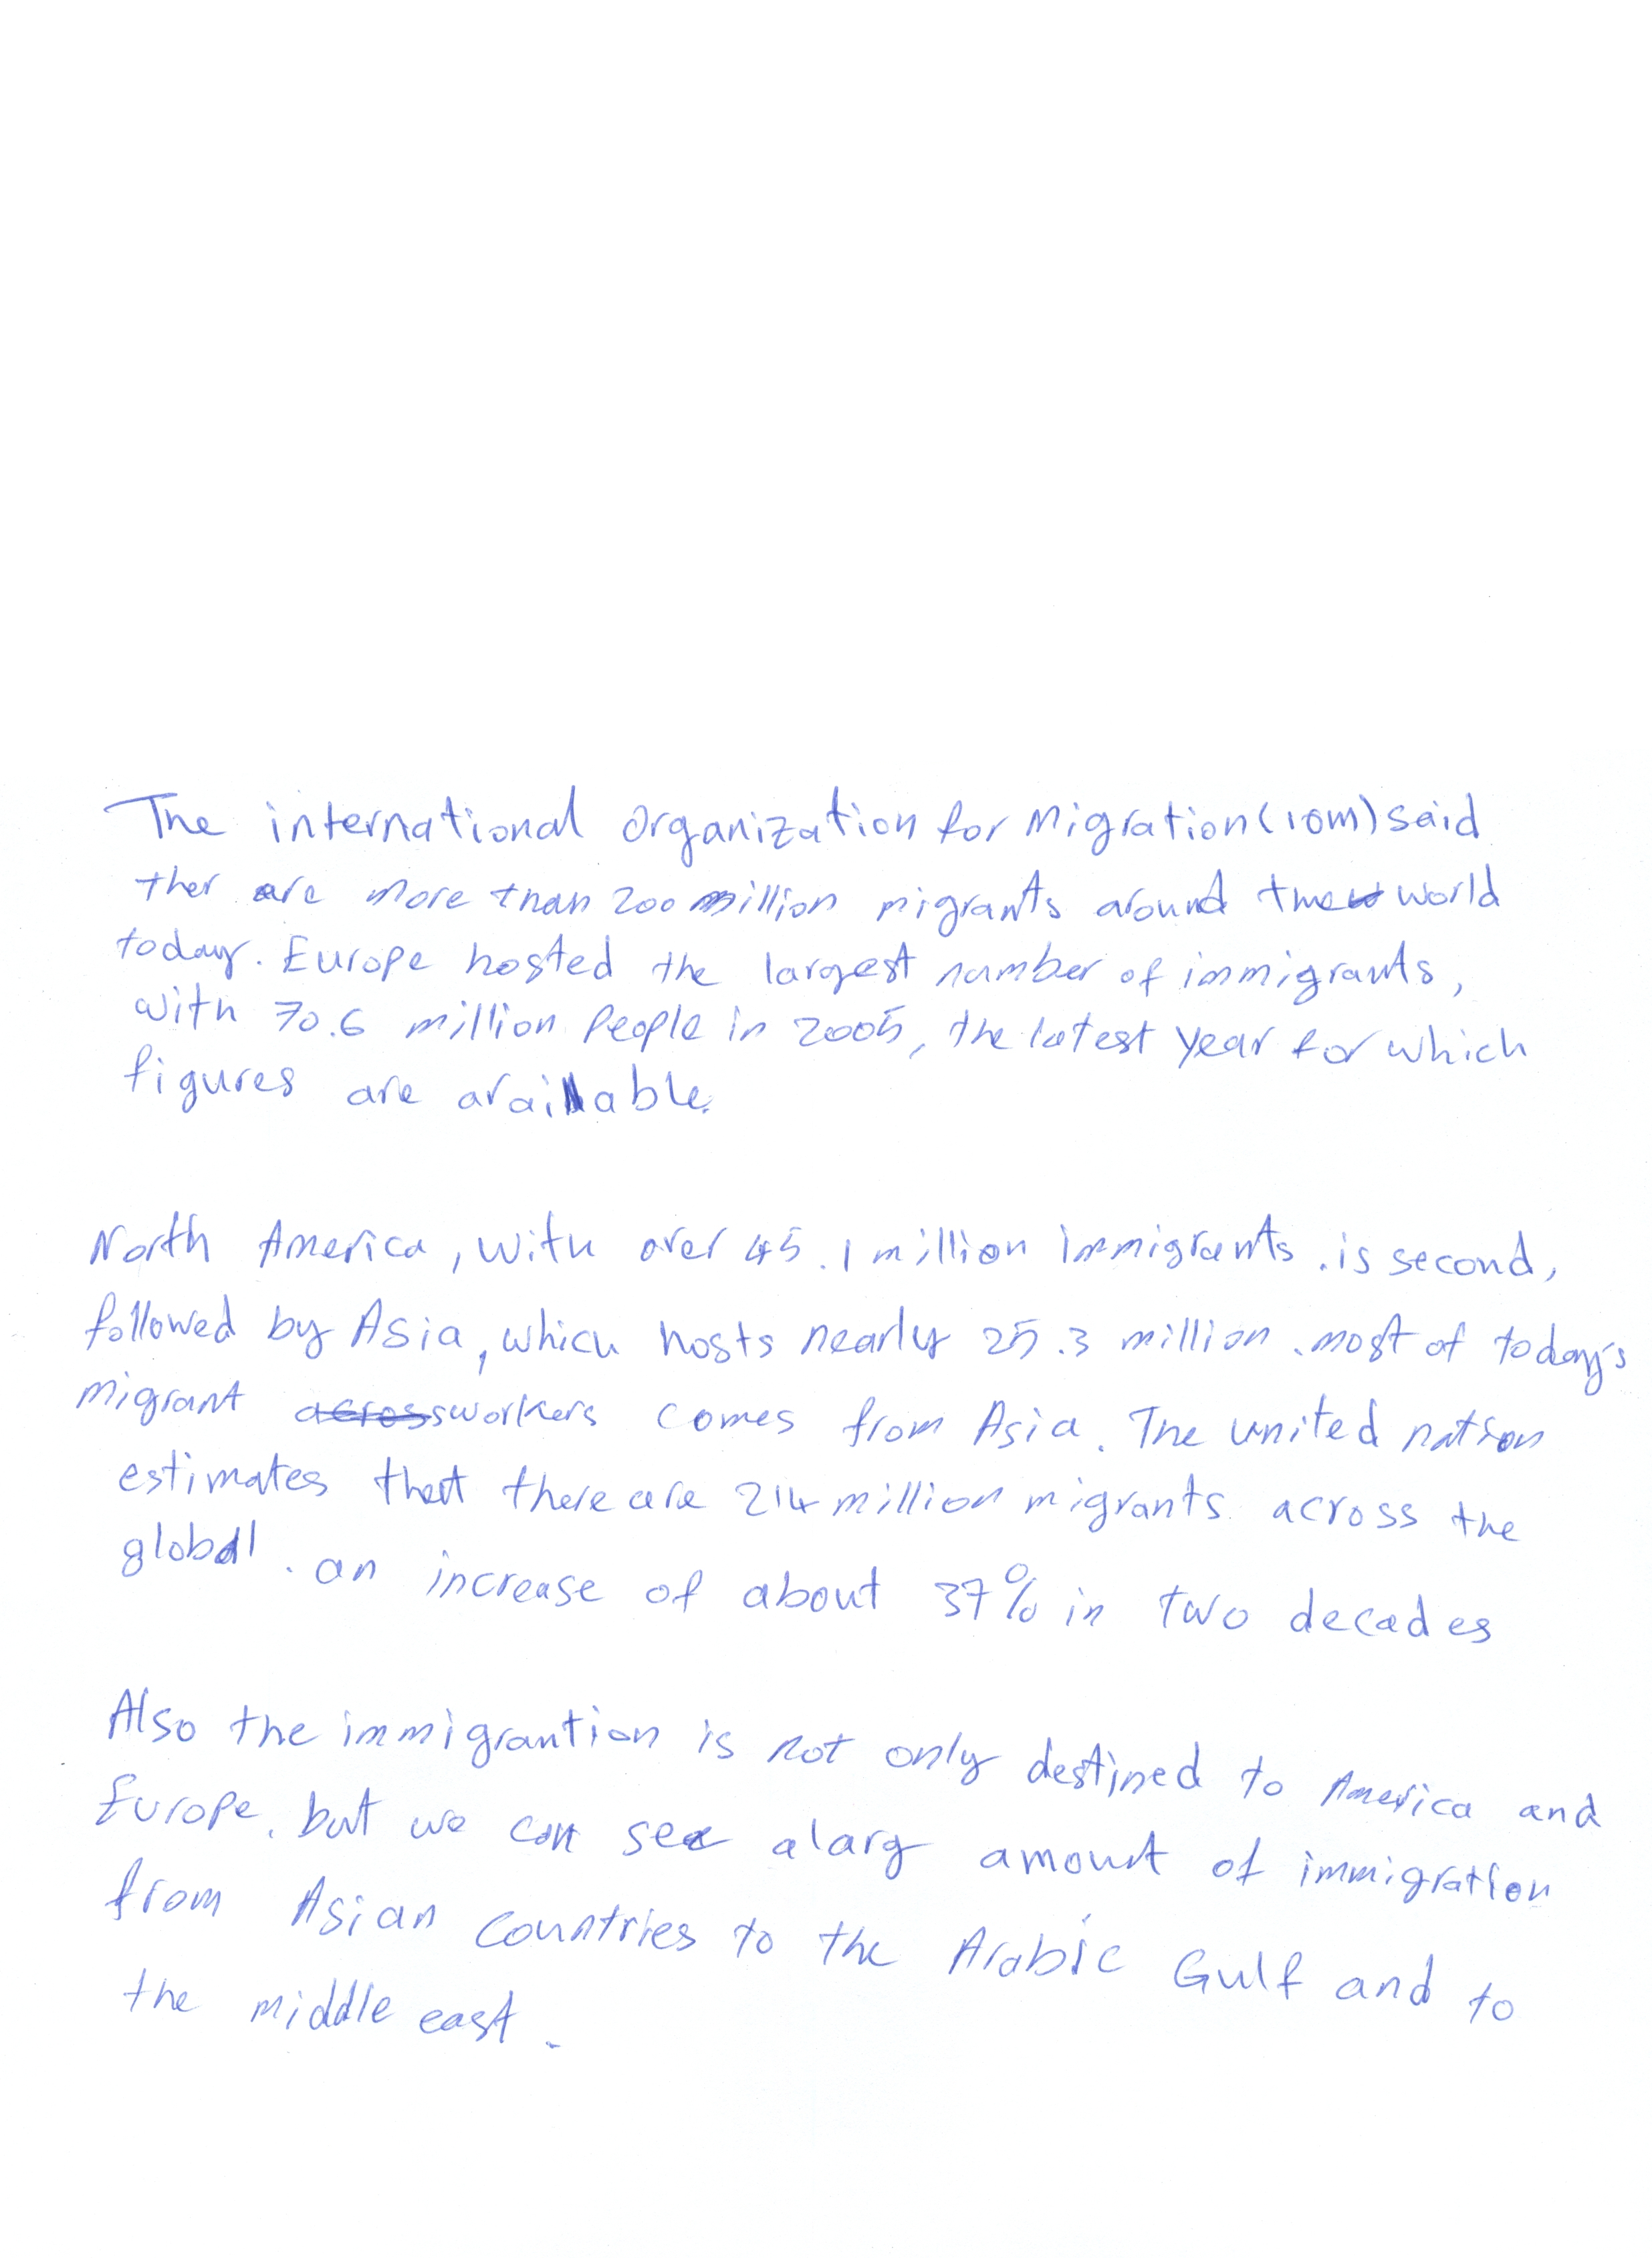 The international organization for Migration (IOM) said
ther are more than 200 million migrants around the world
today. Europe hosted the largest number of immigrants,
with 70.6 million people in 2005, the latest year for which
figures are available.
North America, with over 45.1 million immigrants . is second,
followed by Asia, which hosts nearly 25.3 million . most of today's
migrant workers comes from Asia. The united nation
estimates that there are 214 million migrants across the
global . an increase of about 37% in two decades
Also the immigrantion is not only destined to America and
Europe. but we can see alarg amount of immigration
from Asian Countries to the Arabic Gulf and to
the middle east .